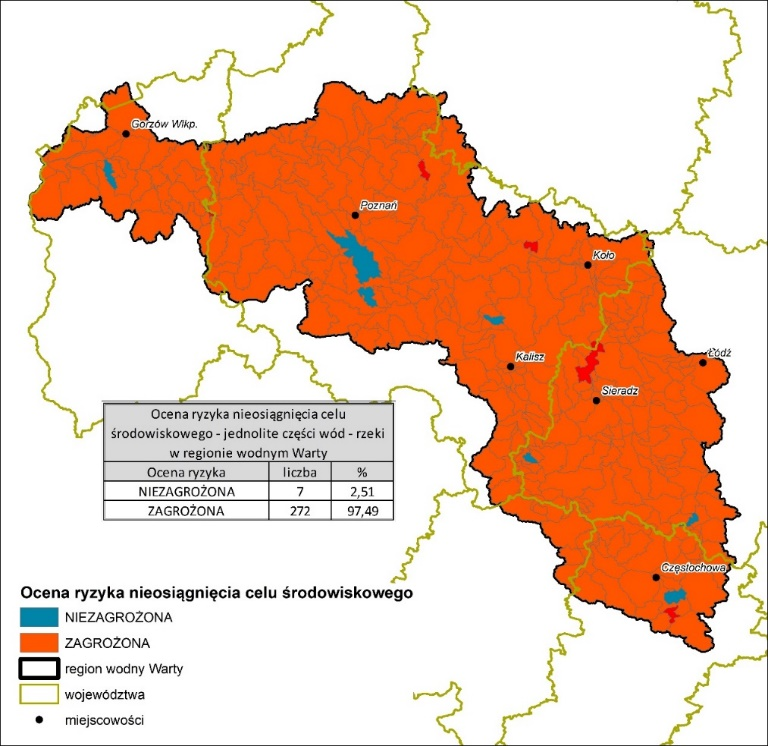 Gorzów Wlkp.
Poznań
Koło
Kalisz
Łódź
Sieradz
Częstochowa
Ocena ryzyka nieosiągnięcia celu
środowiskowego - jednolite części wód - rzeki
w regionie wodnym Warty
Ocena ryzyka liczba %
NIEZAGROŻONA 7 2,51
ZAGROŻONA 272 97,49
Ocena ryzyka nieosiągnięcia celu środowiskowego
NIEZAGROŻONA
ZAGROŻONA
region wodny Warty
województwa
miejscowości